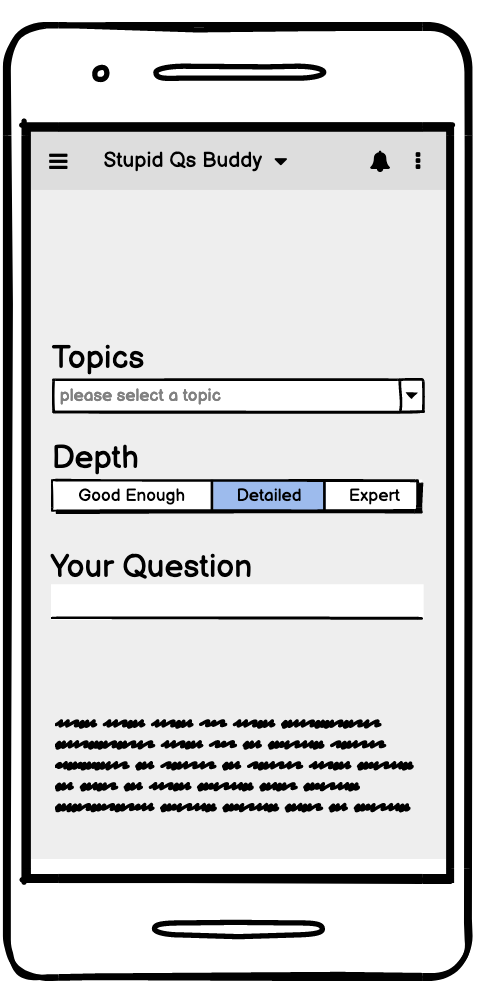 Stupid Qs Buddy
Topics
please select a topic
Depth
Good Enough Detailed Expert
Your Question